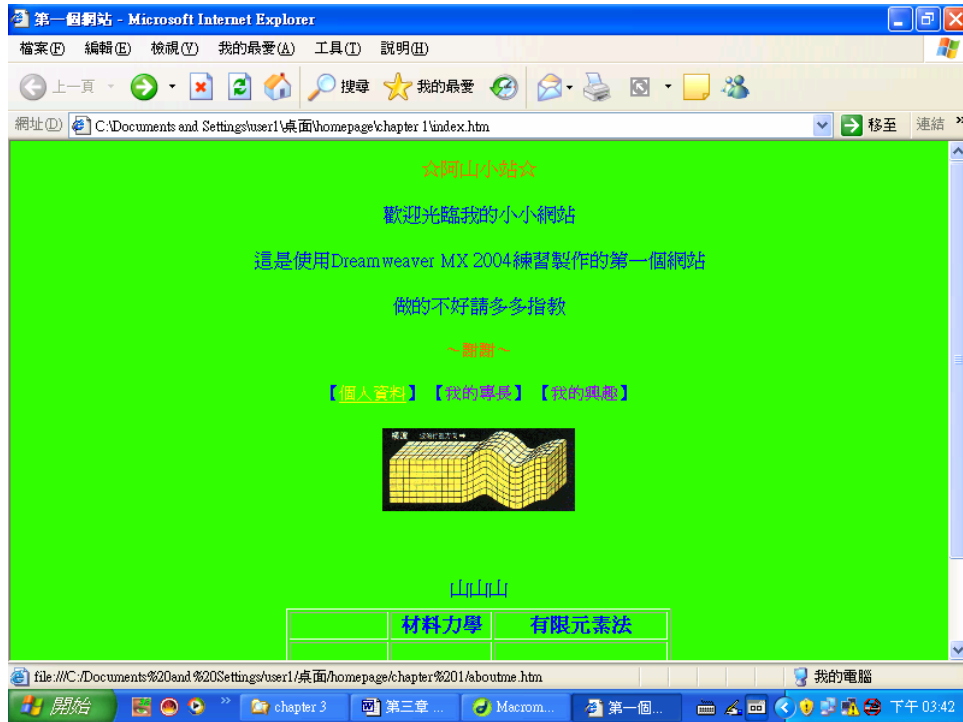 第一個網站 - Microsoft Internet Explorer
檔案(F) 編輯(E) 檢視(V) 我的最愛(A) 工具(T) 說明(H)
上一頁 搜尋 我的最愛
網址(D) C:\Documents and Settings\user1\桌面\homepage\chapter 1\index.htm 移至 連結 »
☆阿山小站☆
歡迎光臨我的小小網站
這是使用Dreamweaver MX 2004練習製作的第一個網站
做的不好請多多指教
～謝謝～
【個人資料】【我的專長】【我的興趣】
橫波
山山山
材料力學 有限元素法
file:///C:/Documents%20and%20Settings/user1/桌面/homepage/chapter%201/aboutme.htm 我的電腦
開始 » chapter 3 第三章 ... Macrom... 第一個... 下午 03:42